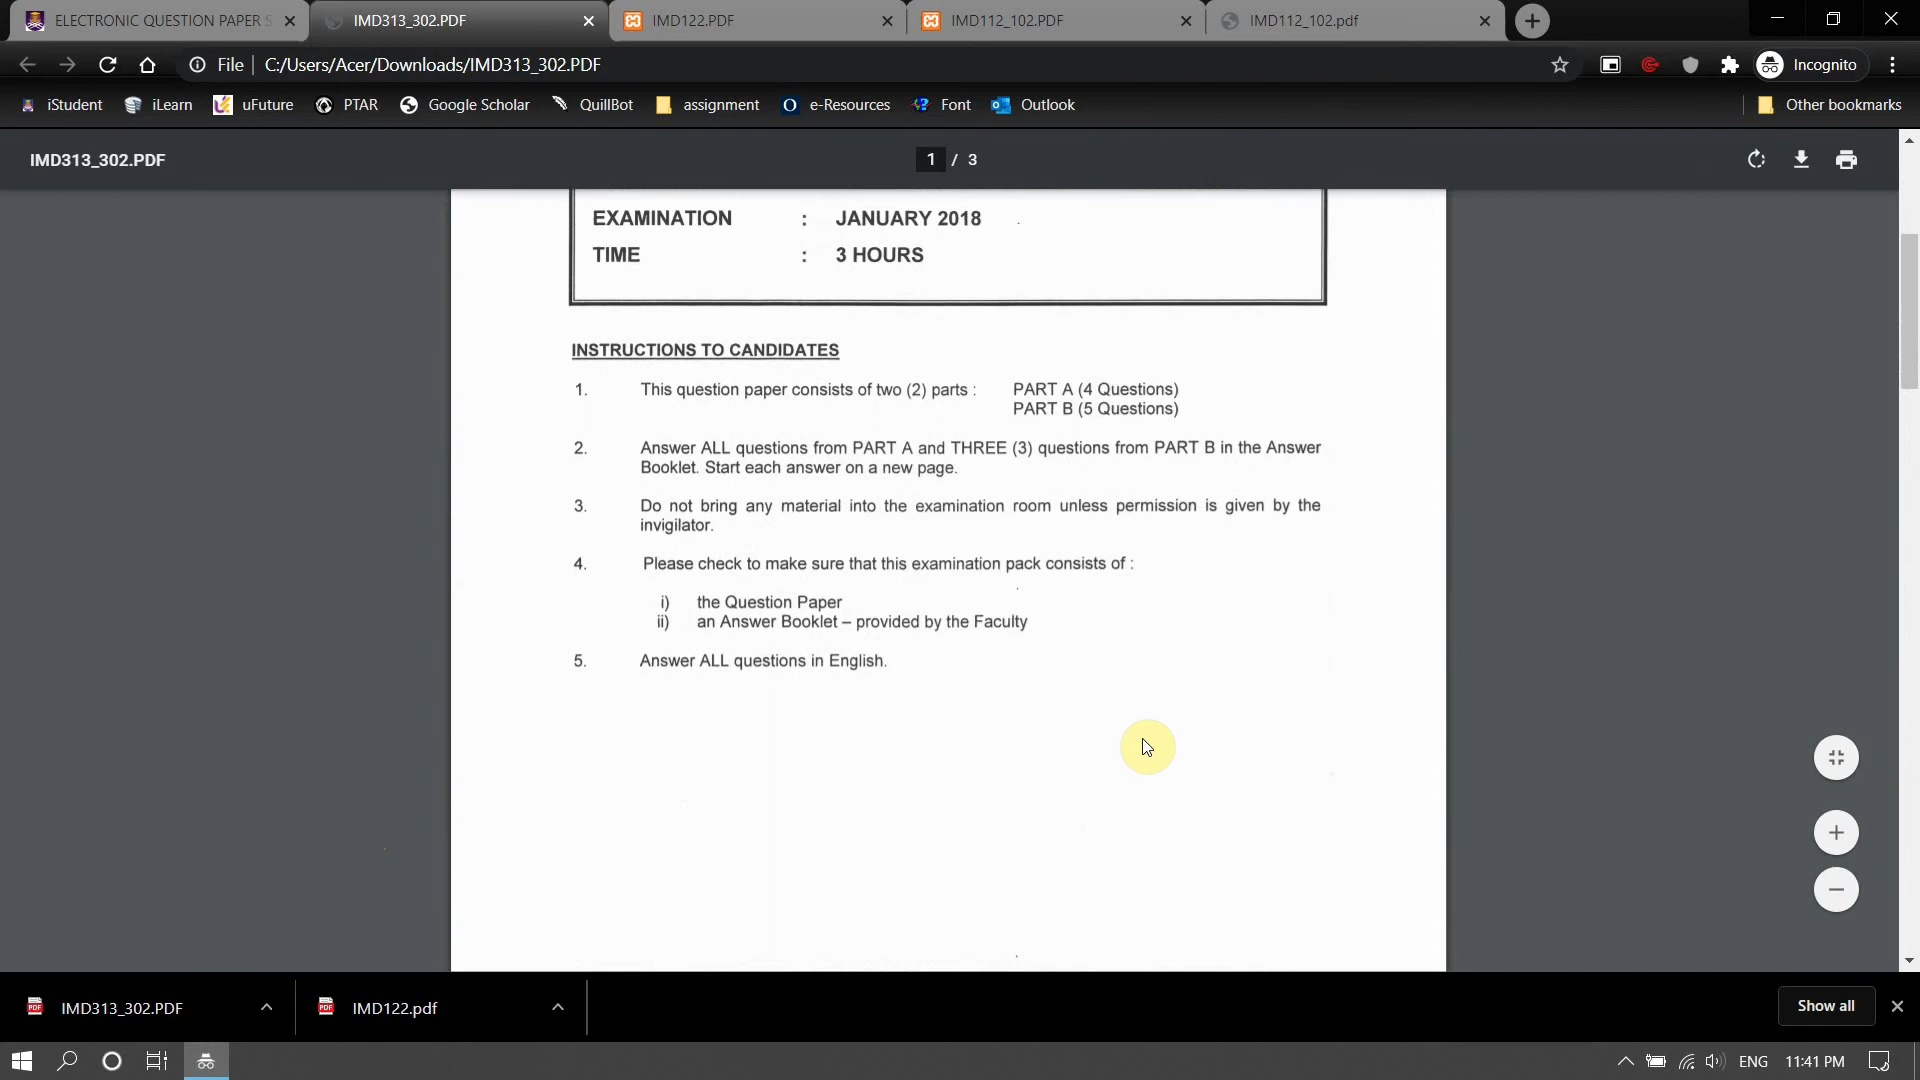 ELECTRONIC QUESTION PAPER S
IMD313_302.PDF
IMD122.PDF
IMD112_102.PDF
IMD112_102.pdf
File
C:/Users/Acer/Downloads/IMD313_302.PDF
Incognito
iStudent
iLearn
uFuture
PTAR
Google Scholar
QuillBot
assignment
e-Resources
Font
Outlook
Other bookmarks
IMD313_302.PDF
1 / 3
EXAMINATION : JANUARY 2018
TIME : 3 HOURS
INSTRUCTIONS TO CANDIDATES
1. This question paper consists of two (2) parts : PART A (4 Questions)
PART B (5 Questions)
2. Answer ALL questions from PART A and THREE (3) questions from PART B in the Answer
Booklet. Start each answer on a new page.
3. Do not bring any material into the examination room unless permission is given by the
invigilator.
4. Please check to make sure that this examination pack consists of :
i) the Question Paper
ii) an Answer Booklet – provided by the Faculty
5. Answer ALL questions in English.
IMD313_302.PDF
IMD122.pdf
Show all
ENG
11:41 PM